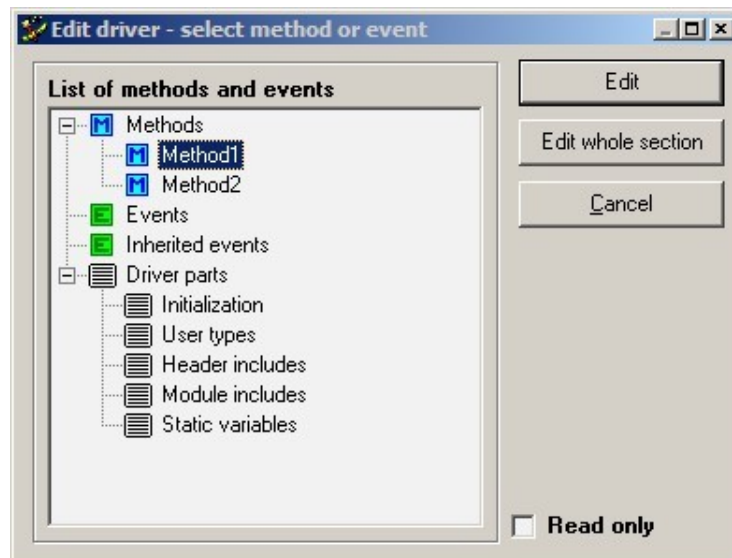 Edit driver - select method or event
List of methods and events
Methods
Method1
Method2
Events
Inherited events
Driver parts
Initialization
User types
Header includes
Module includes
Static variables
Edit
Edit whole section
Cancel
Read only